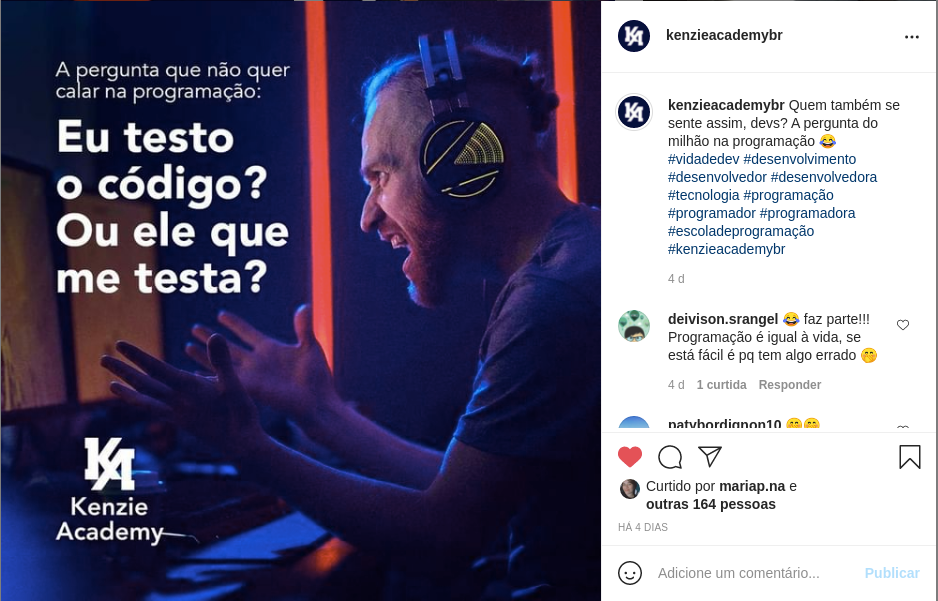 A pergunta que não quer
calar na programação:
Eu testo
o código?
Ou ele que
me testa?
KA
Kenzie
Academy
kenzieacademybr
kenzieacademybr Quem também se
sente assim, devs? A pergunta do
milhão na programação 😂
#vidadedev #desenvolvimento
#desenvolvedor #desenvolvedora
#tecnologia #programação
#programador #programadora
#escoladeprogramação
#kenzieacademybr
4 d
deivison.srangel 😂 faz parte!!!
Programação é igual à vida, se
está fácil é pq tem algo errado 🤭
4 d 1 curtida Responder
patybordignon10 🤭🤭
Curtido por mariap.na e
outras 164 pessoas
HÁ 4 DIAS
Adicione um comentário... Publicar